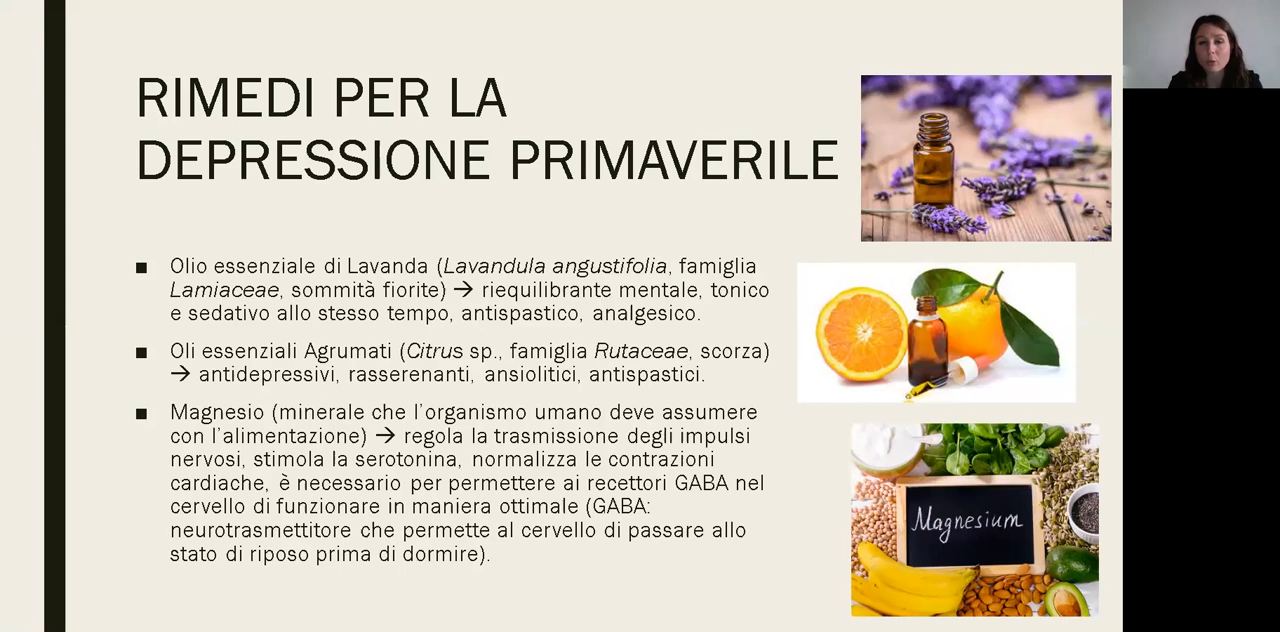 RIMEDI PER LA
DEPRESSIONE PRIMAVERILE
■ Olio essenziale di Lavanda (Lavandula angustifolia, famiglia
Lamiaceae, sommità fiorite) → riequilibrante mentale, tonico
e sedativo allo stesso tempo, antispastico, analgesico.
■ Oli essenziali Agrumati (Citrus sp., famiglia Rutaceae, scorza)
→ antidepressivi, rasserenanti, ansiolitici, antispastici.
■ Magnesio (minerale che l'organismo umano deve assumere
con l'alimentazione) → regola la trasmissione degli impulsi
nervosi, stimola la serotonina, normalizza le contrazioni
cardiache, è necessario per permettere ai recettori GABA nel
cervello di funzionare in maniera ottimale (GABA:
neurotrasmettitore che permette al cervello di passare allo
stato di riposo prima di dormire).
Magnesium